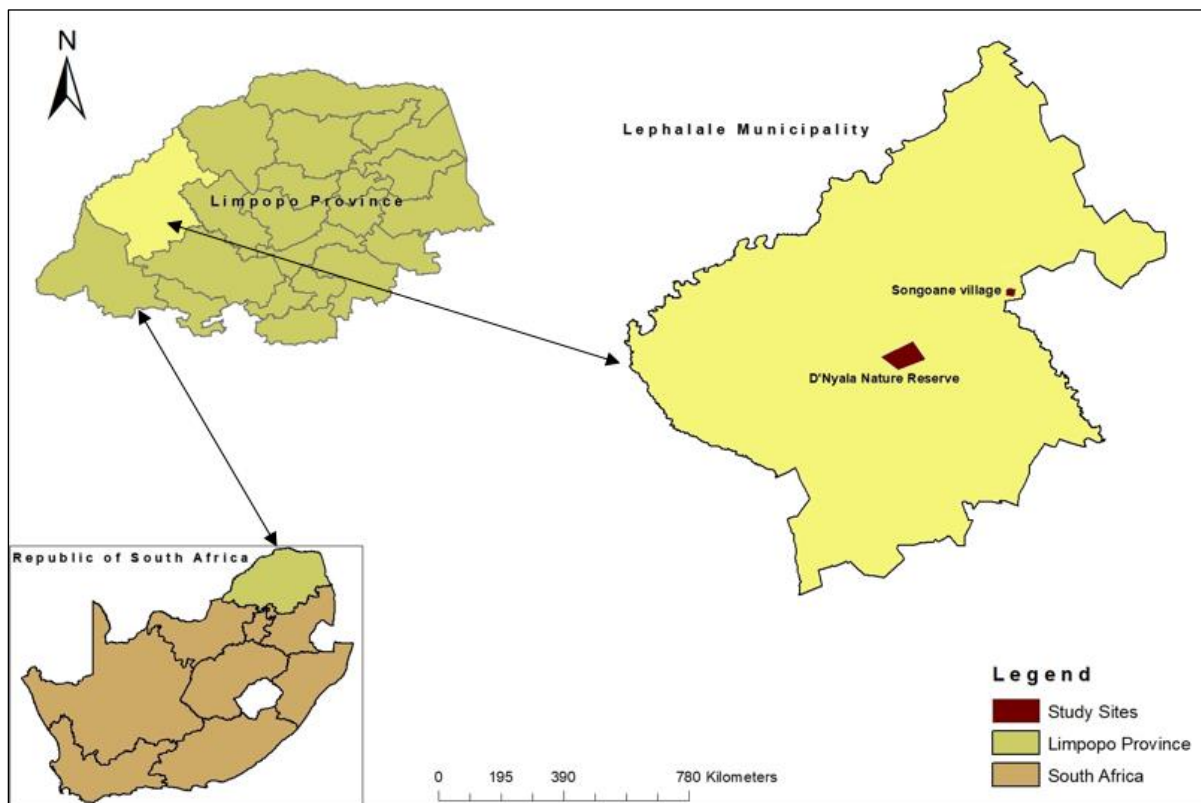 N
Lephalale Municipality
Limpopo Province
Songoane village
D'Nyala Nature Reserve
Republic of South Africa
Legend
Study Sites
Limpopo Province
South Africa
0 195 390 780 Kilometers